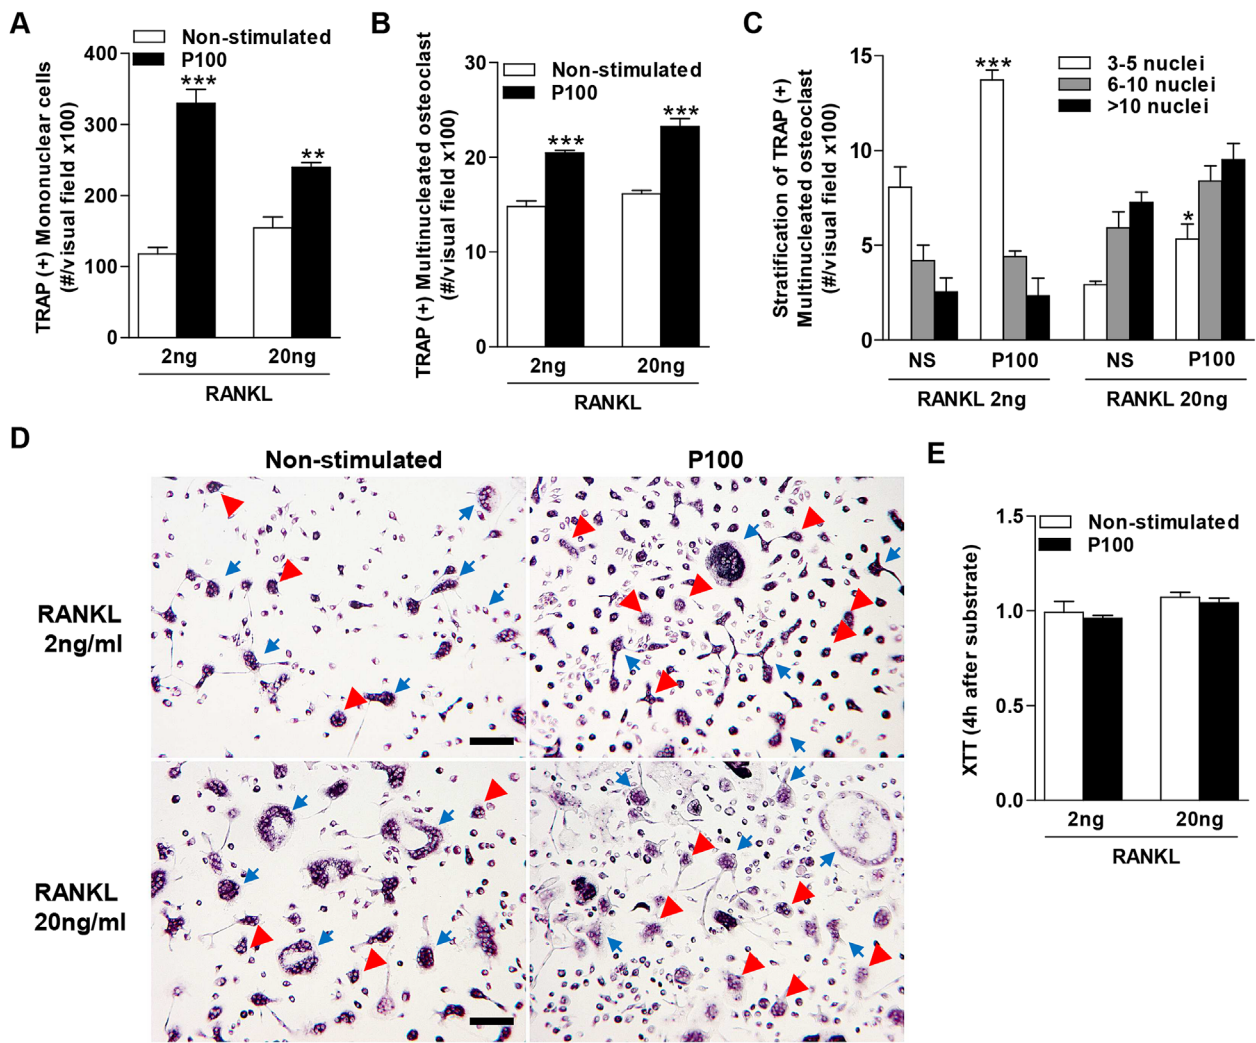 A
Non-stimulated
P100
TRAP (+) Mononuclear cells
(#/visual field x100)
400
300
200
100
0
***
**
2ng
20ng
RANKL
B
Non-stimulated
P100
TRAP (+) Multinucleated osteoclast
(#/visual field x100)
30
20
10
0
***
***
2ng
20ng
RANKL
C
3-5 nuclei
6-10 nuclei
>10 nuclei
Stratification of TRAP (+)
Multinucleated osteoclast
(#/visual field x100)
15
10
5
0
***
*
NS
P100
NS
P100
RANKL 2ng
RANKL 20ng
D
Non-stimulated
P100
RANKL
2ng/ml
RANKL
20ng/ml
E
Non-stimulated
P100
XTT (4h after substrate)
1.5
1.0
0.5
0.0
2ng
20ng
RANKL